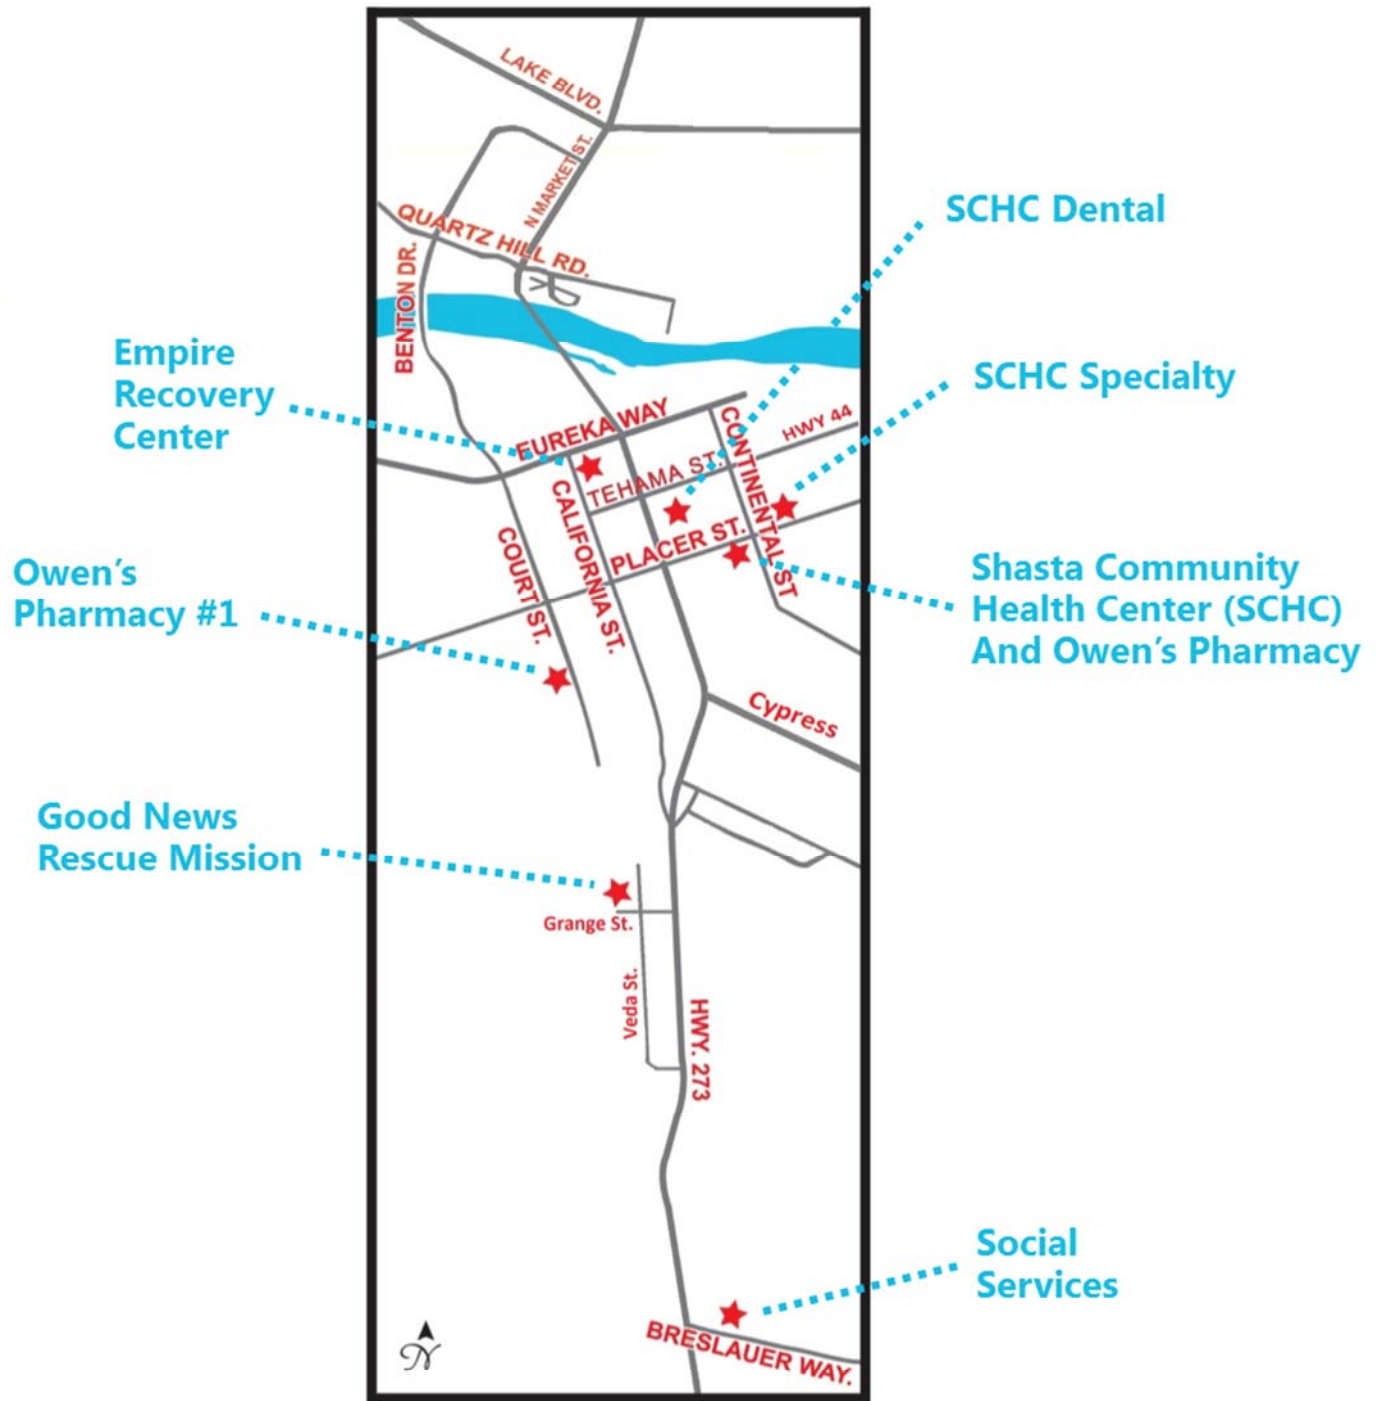 LAKE BLVD.
N MARKET ST.
SCHC Dental
QUARTZ HILL RD.
BENTON DR.
Empire
Recovery
Center
SCHC Specialty
EUREKA WAY
CONTINENTAL ST
HWY 44
TEHAMA ST.
CALIFORNIA ST.
COURT ST.
PLACER ST.
Owen's
Pharmacy #1
Shasta Community
Health Center (SCHC)
And Owen's Pharmacy
Cypress
Good News
Rescue Mission
Grange St.
Veda St.
HWY. 273
Social
Services
BRESLAUER WAY.
N